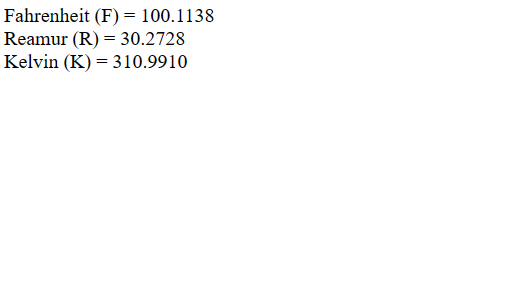 Fahrenheit (F) = 100.1138
Reamur (R) = 30.2728
Kelvin (K) = 310.9910